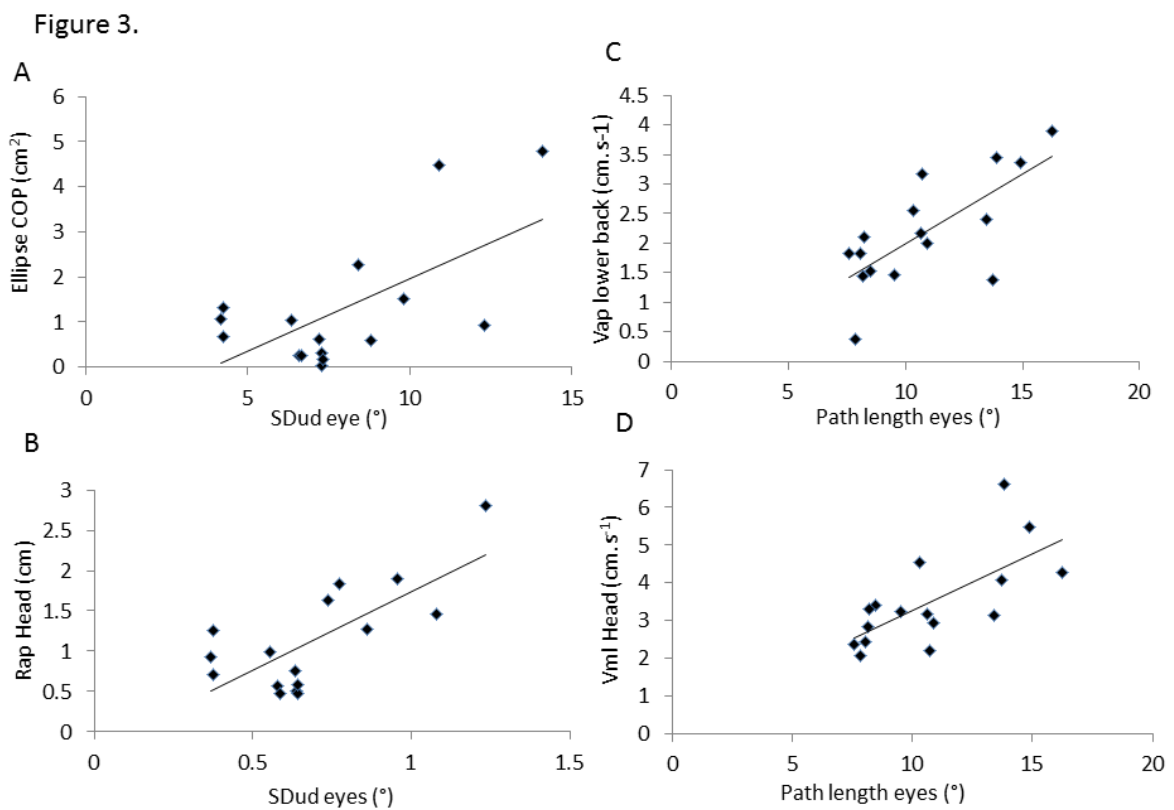 Figure 3.
A
Ellipse COP (cm²)
6
5
4
3
2
1
0
0 5 10 15
SDud eye (°)
B
Rap Head (cm)
3
2.5
2
1.5
1
0.5
0
0 0.5 1 1.5
SDud eyes (°)
C
Vap lower back (cm.s-1)
4.5
4
3.5
3
2.5
2
1.5
1
0.5
0
0 5 10 15 20
Path length eyes (°)
D
Vml Head (cm.s⁻¹)
7
6
5
4
3
2
1
0
0 5 10 15 20
Path length eyes (°)